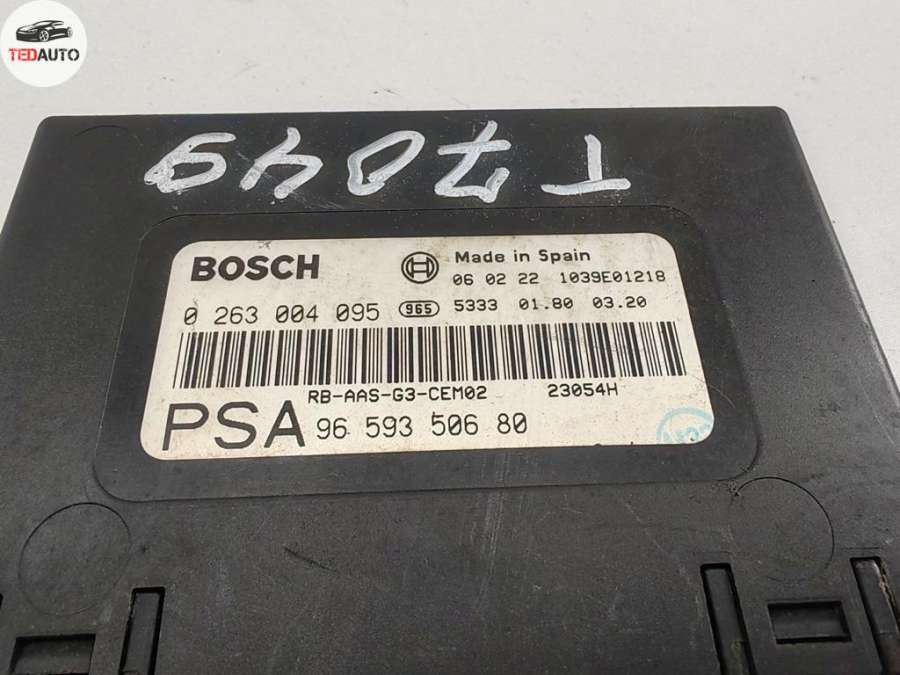 TEDAUTO
T7049
BOSCH
Made in Spain
06 02 22 1039E01218
0 263 004 095 965 5333 01.80 03.20
RB-AAS-G3-CEM02 23054H
PSA 96 593 506 80